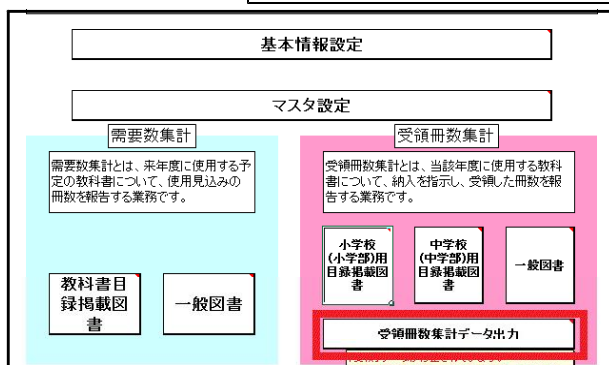 基本情報設定
マスタ設定
需要数集計
需要数集計とは、来年度に使用する予
定の教科書について、使用見込みの
冊数を報告する業務です。
教科書目
録掲載図
書
一般図書
受領冊数集計
受領冊数集計とは、当該年度に使用する教科
書について、納入を指示し、受領した冊数を報
告する業務です。
小学校
(小学部)用
目録掲載図
書
中学校
(中学部)用
目録掲載図
書
一般図書
受領冊数集計データ出力